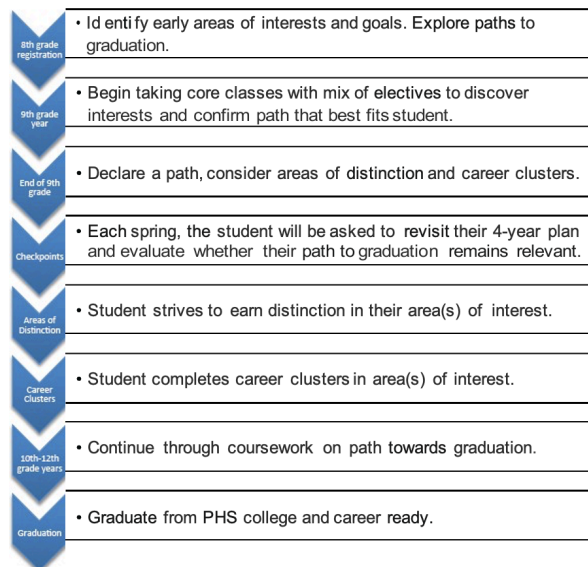 8th grade
registration
• Id entify early areas of interests and goals. Explore paths to
graduation.
9th grade
year
• Begin taking core classes with mix of electives to discover
interests and confirm path that best fits student.
End of 9th
grade
• Declare a path, consider areas of distinction and career clusters.
Checkpoints
• Each spring, the student will be asked to revisit their 4-year plan
and evaluate whether their path to graduation remains relevant.
Areas of
Distinction
• Student strives to earn distinction in their area(s) of interest.
Career
Clusters
• Student completes career clusters in area(s) of interest.
10th-12th
grade years
• Continue through coursework on path towards graduation.
Graduation
• Graduate from PHS college and career ready.